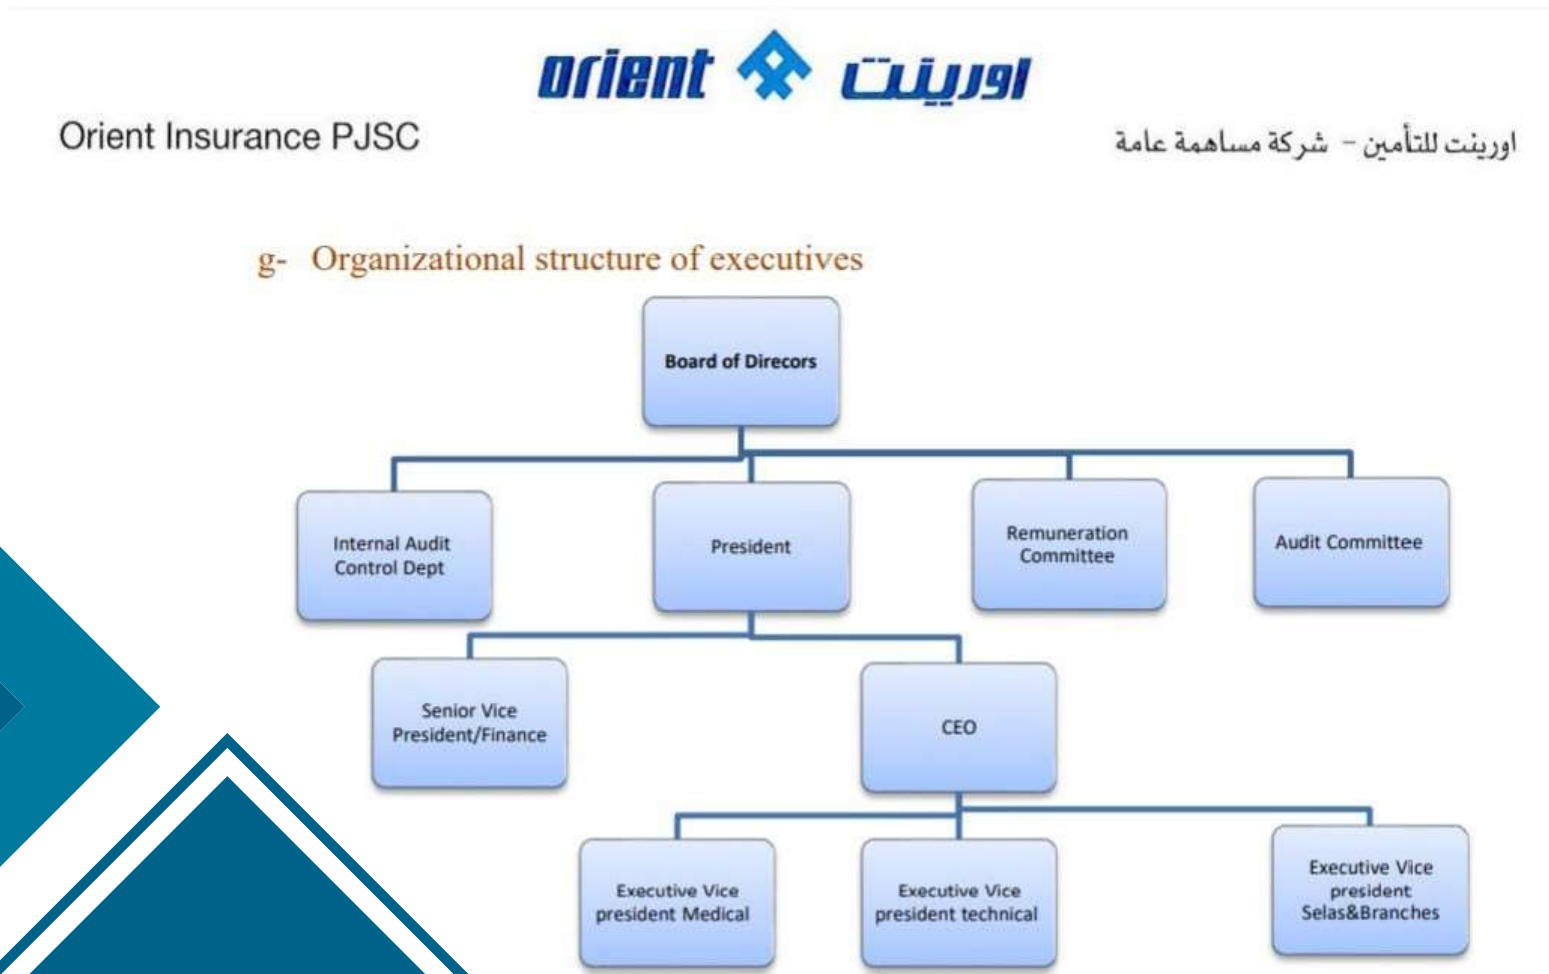 orient اورينت
Orient Insurance PJSC
اورينت للتأمين - شركة مساهمة عامة
g- Organizational structure of executives
Board of Direcors
Internal Audit
Control Dept
President
Remuneration
Committee
Audit Committee
Senior Vice
President/Finance
CEO
Executive Vice
president Medical
Executive Vice
president technical
Executive Vice
president
Selas&Branches